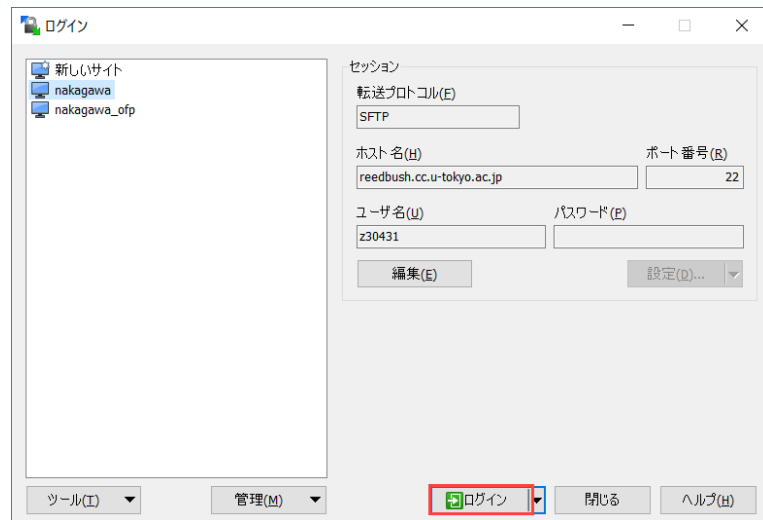 ログイン
新しいサイト
nakagawa
nakagawa_ofp
セッション
転送プロトコル(F)
SFTP
ホスト名(H)
ポート番号(R)
reedbush.cc.u-tokyo.ac.jp
22
ユーザ名(U)
パスワード(P)
z30431
編集(E)
設定(D)...
ツール(T)
管理(M)
ログイン
閉じる
ヘルプ(H)